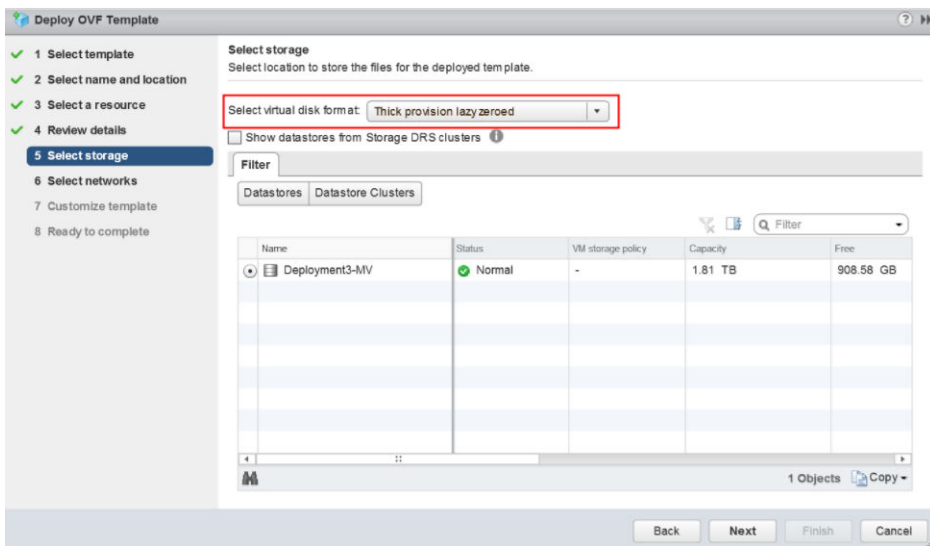 Deploy OVF Template
1 Select template
2 Select name and location
3 Select a resource
4 Review details
5 Select storage
6 Select networks
7 Customize template
8 Ready to complete
Select storage
Select location to store the files for the deployed template.
Select virtual disk format: Thick provision lazy zeroed
Show datastores from Storage DRS clusters
Filter
Datastores Datastore Clusters
Filter
Name Status VM storage policy Capacity Free
Deployment3-MV Normal - 1.81 TB 908.58 GB
1 Objects Copy
Back Next Finish Cancel